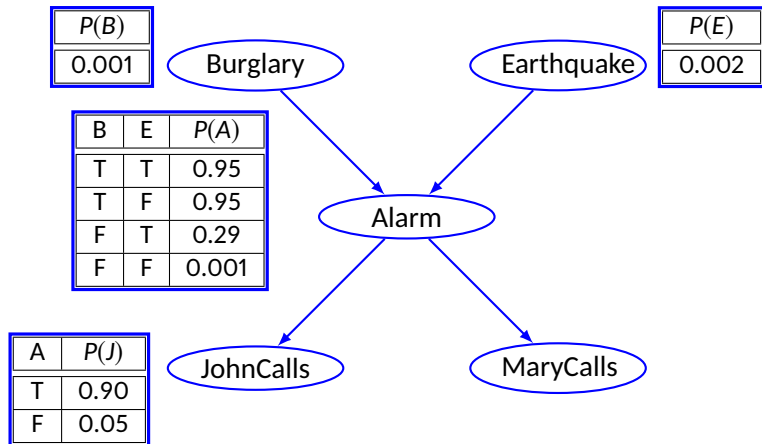 P(B)
0.001
Burglary
Earthquake
P(E)
0.002
B E P(A)
T T 0.95
T F 0.95
F T 0.29
F F 0.001
Alarm
A P(J)
T 0.90
F 0.05
JohnCalls
MaryCalls